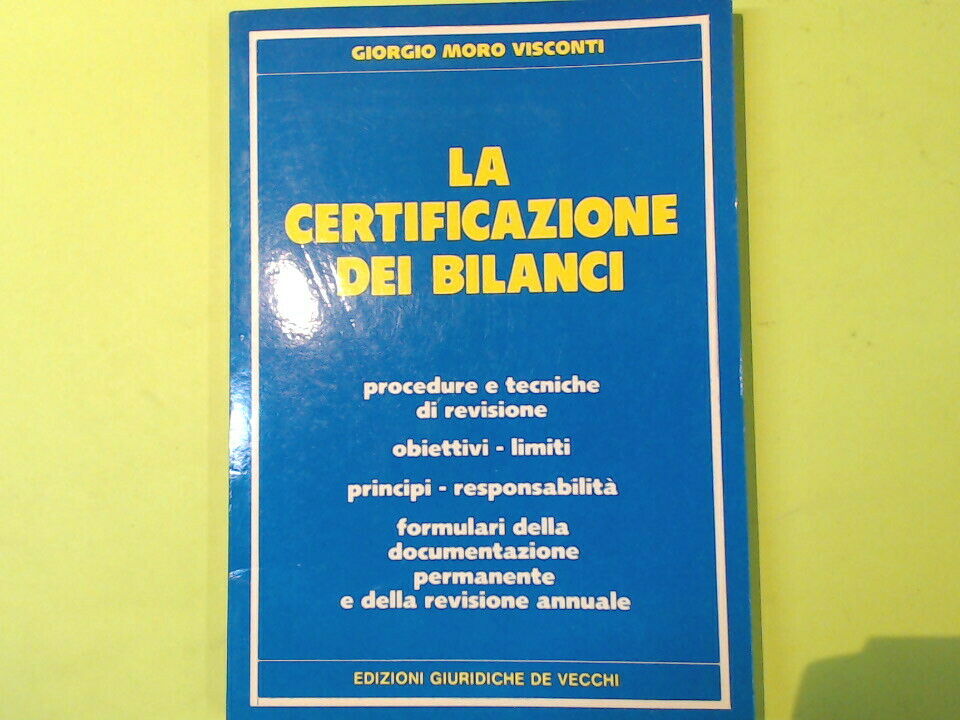 GIORGIO MORO VISCONTI
LA
CERTIFICAZIONE
DEI BILANCI
procedure e tecniche
di revisione
obiettivi - limiti
principi - responsabilità
formulari della
documentazione
permanente
e della revisione annuale
EDIZIONI GIURIDICHE DE VECCHI